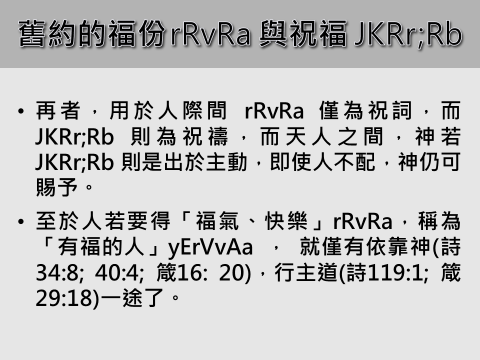 舊約的福份rRvRa 與祝福 JKRr;Rb
• 再者，用於人際間 rRvRa 僅為祝詞，而
JKRr;Rb 則為祝禱，而天人之間，神若
JKRr;Rb 則是出於主動，即使人不配，神仍可
賜予。
• 至於人若要得「福氣、快樂」rRvRa，稱為
「有福的人」yErVvAa ， 就僅有依靠神(詩
34:8; 40:4; 箴16: 20)，行主道(詩119:1; 箴
29:18)一途了。